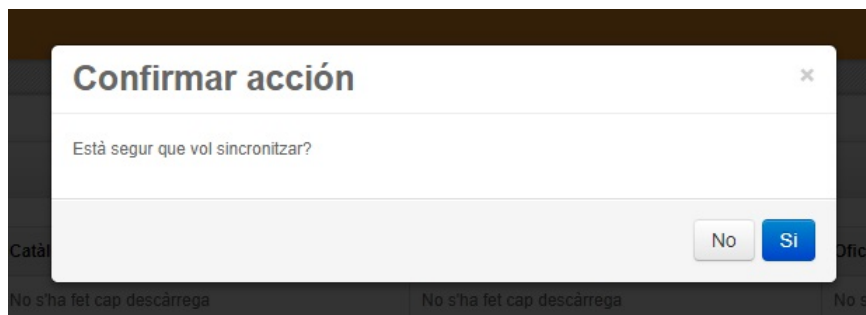 Confirmar acción
×
Està segur que vol sincronitzar?
No
Si
No s'ha fet cap descàrrega
No s'ha fet cap descàrrega